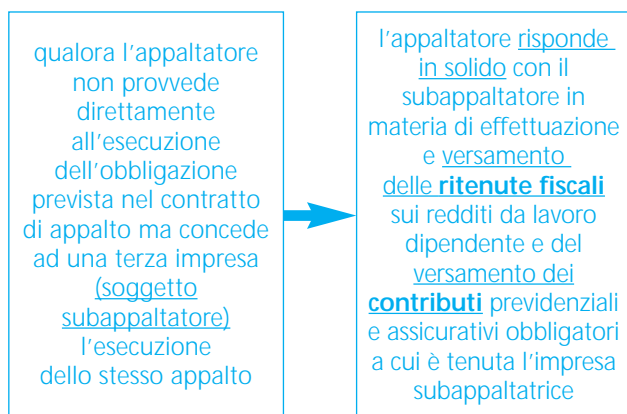 qualora l'appaltatore
non provvede
direttamente
all'esecuzione
dell'obbligazione
prevista nel contratto
di appalto ma concede
ad una terza impresa
(soggetto
subappaltatore)
l'esecuzione
dello stesso appalto
l'appaltatore risponde
in solido con il
subappaltatore in
materia di effettuazione
e versamento
delle ritenute fiscali
sui redditi da lavoro
dipendente e del
versamento dei
contributi previdenziali
e assicurativi obbligatori
a cui è tenuta l'impresa
subappaltatrice